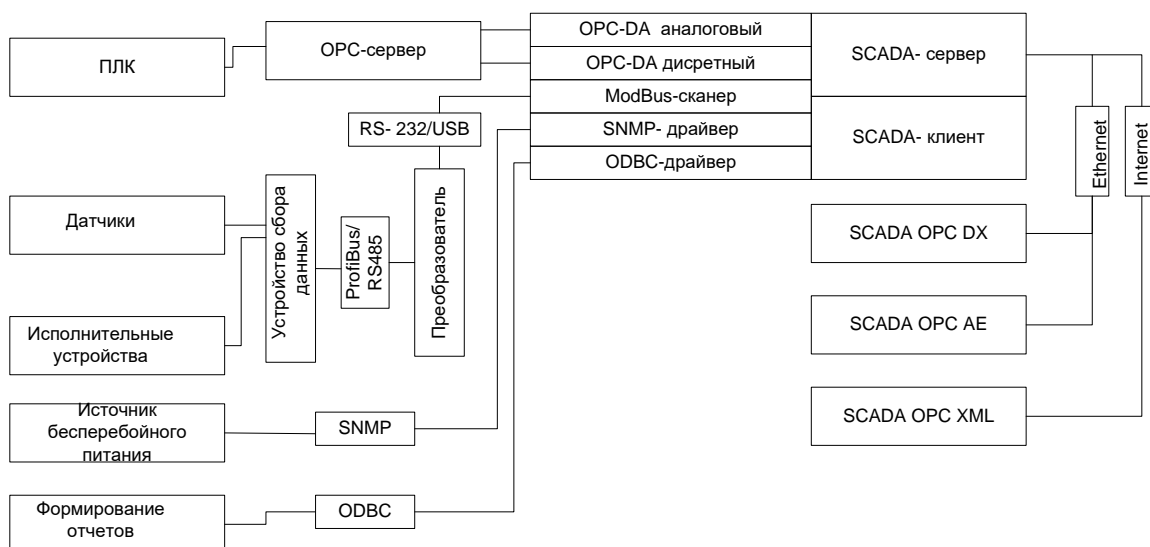 ПЛК
OPC-сервер
OPC-DA аналоговый
OPC-DA дисретный
ModBus-сканер
SNMP- драйвер
ODBC-драйвер
SCADA- сервер
SCADA- клиент
RS- 232/USB
Ethernet
Internet
Датчики
Исполнительные
устройства
Устройство сбора
данных
ProfiBus/
RS485
Преобразователь
SCADA OPC DX
SCADA OPC AE
SCADA OPC XML
Источник
бесперебойного
питания
SNMP
Формирование
отчетов
ODBC